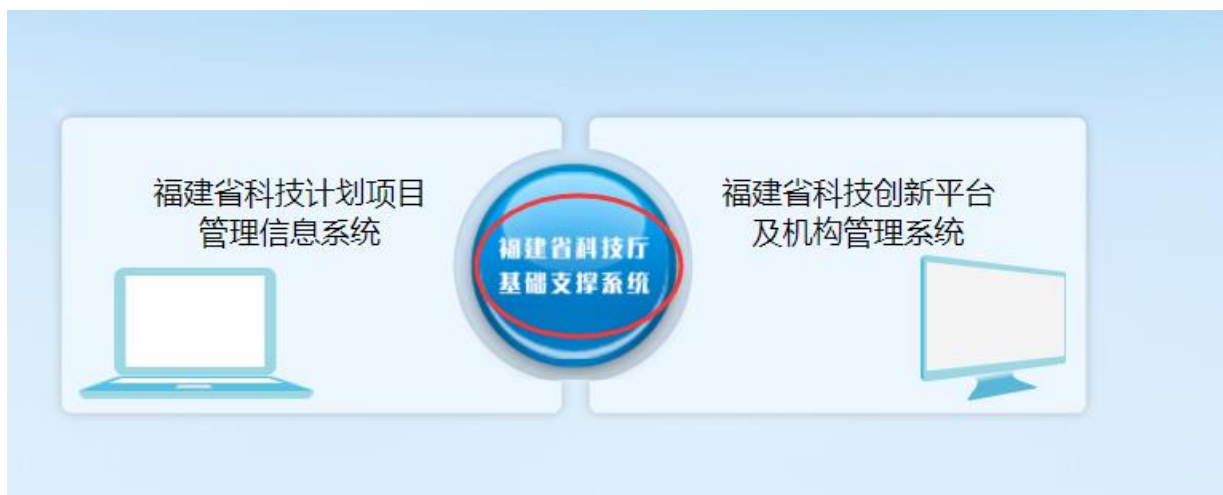 福建省科技计划项目
管理信息系统
福建省科技厅
基础支撑系统
福建省科技创新平台
及机构管理系统